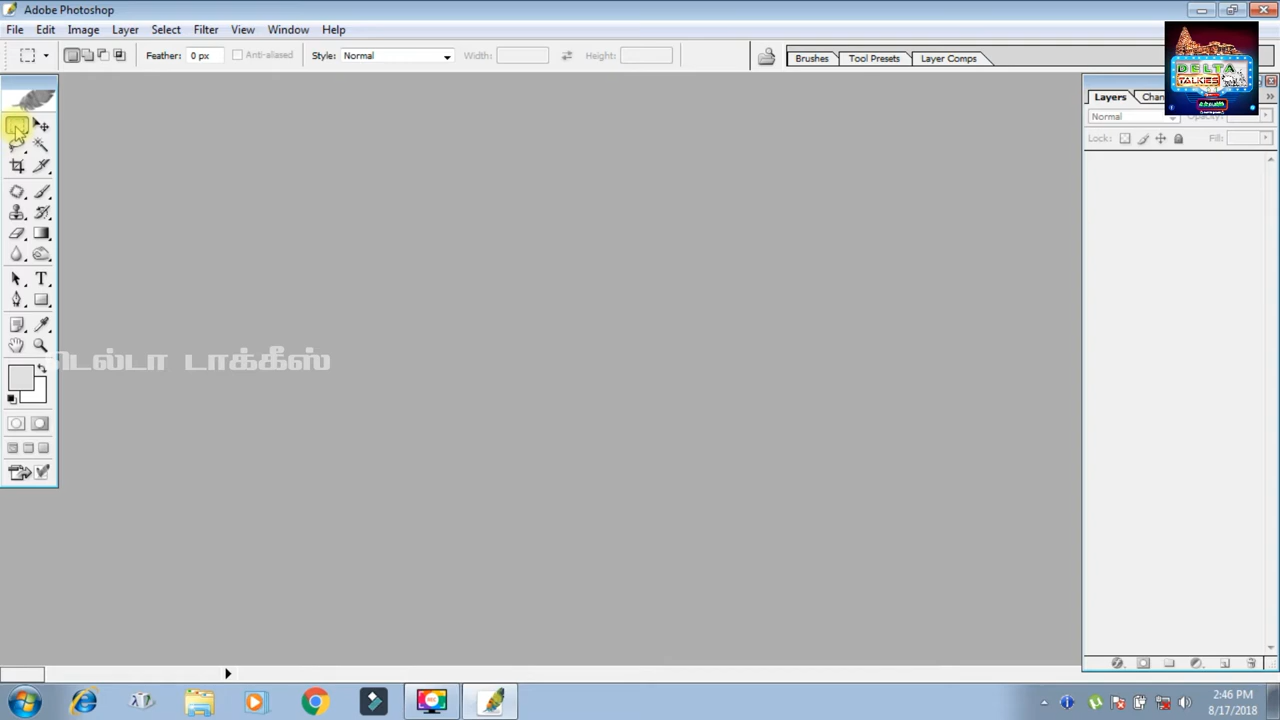 Adobe Photoshop
File Edit Image Layer Select Filter View Window Help
Feather: 0 px Anti-aliased Style: Normal Width: Height: Brushes Tool Presets Layer Comps
DELTA
TALKIES
Layers Chan
Normal Opacity:
Lock: Fill:
T
டெல்டா டாக்கீஸ்
REC
2:46 PM
8/17/2018